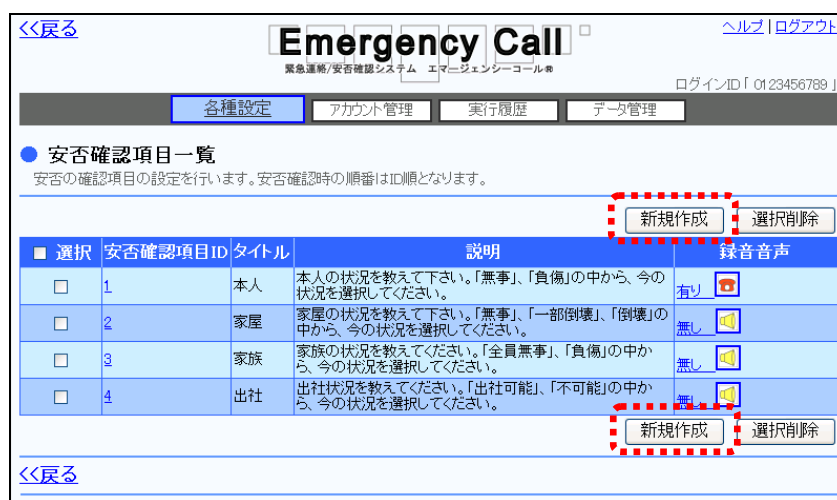 <<戻る
Emergency Call
ヘルプ | ログアウト
緊急連絡/安否確認システム エマージェンシーコール®
ログインID「 0123456789 」
各種設定 アカウント管理 実行履歴 データ管理
安否確認項目一覧
安否の確認項目の設定を行います。安否確認時の順番はID順となります。
新規作成 選択削除
選択 安否確認項目ID タイトル 説明 録音音声
1 本人 本人の状況を教えて下さい。「無事」、「負傷」の中から、今の
状況を選択してください。 有り
2 家屋 家屋の状況を教えて下さい。「無事」、「一部倒壊」、「倒壊」の
中から、今の状況を選択してください。 無し
3 家族 家族の状況を教えてください。「全員無事」、「負傷」の中か
ら、今の状況を選択してください。 無し
4 出社 出社状況を教えてください。「出社可能」、「不可能」の中か
ら、今の状況を選択してください。 無し
新規作成 選択削除
<<戻る